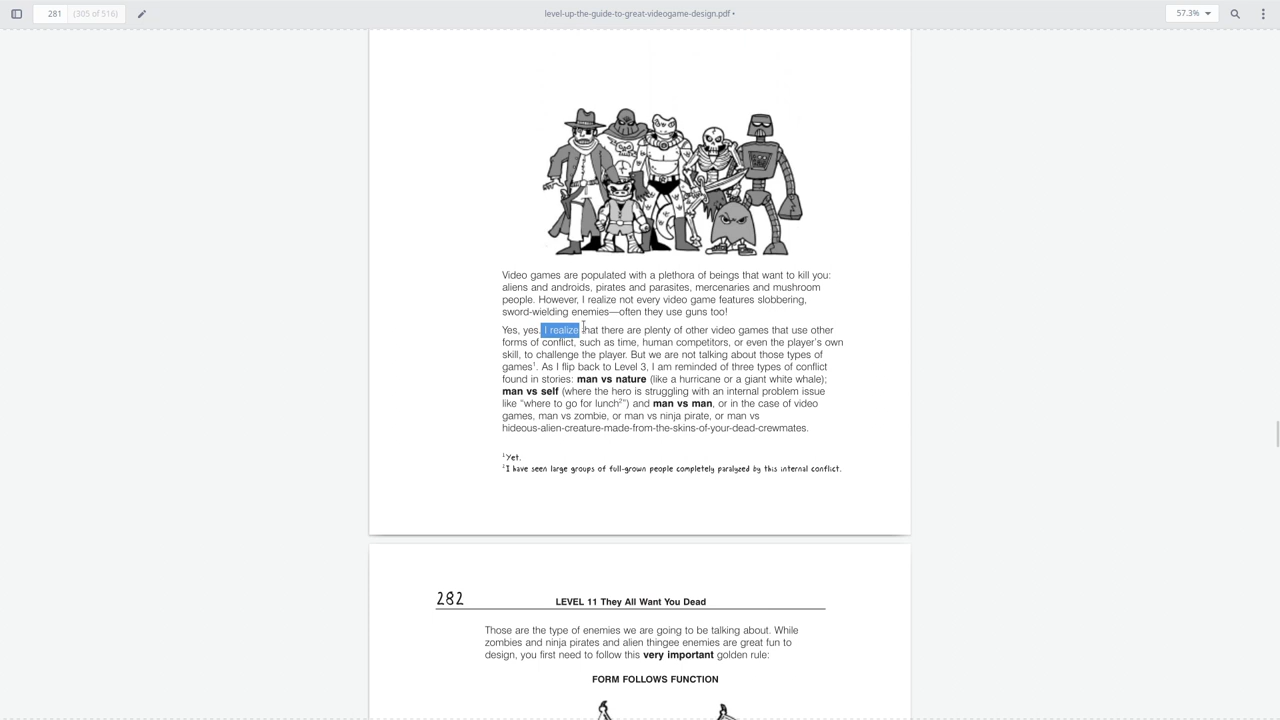 281 (305 of 516) level-up-the-guide-to-great-videogame-design.pdf • 57.3%
Video games are populated with a plethora of beings that want to kill you:
aliens and androids, pirates and parasites, mercenaries and mushroom
people. However, I realize not every video game features slobbering,
sword-wielding enemies—often they use guns too!
Yes, yes, I realize that there are plenty of other video games that use other
forms of conflict, such as time, human competitors, or even the player's own
skill, to challenge the player. But we are not talking about those types of
games¹. As I flip back to Level 3, I am reminded of three types of conflict
found in stories: man vs nature (like a hurricane or a giant white whale);
man vs self (where the hero is struggling with an internal problem issue
like “where to go for lunch²”) and man vs man, or in the case of video
games, man vs zombie, or man vs ninja pirate, or man vs
hideous-alien-creature-made-from-the-skins-of-your-dead-crewmates.
¹Yet.
²I have seen large groups of full-grown people completely paralyzed by this internal conflict.
282 LEVEL 11 They All Want You Dead
Those are the type of enemies we are going to be talking about. While
zombies and ninja pirates and alien thingee enemies are great fun to
design, you first need to follow this very important golden rule:
FORM FOLLOWS FUNCTION